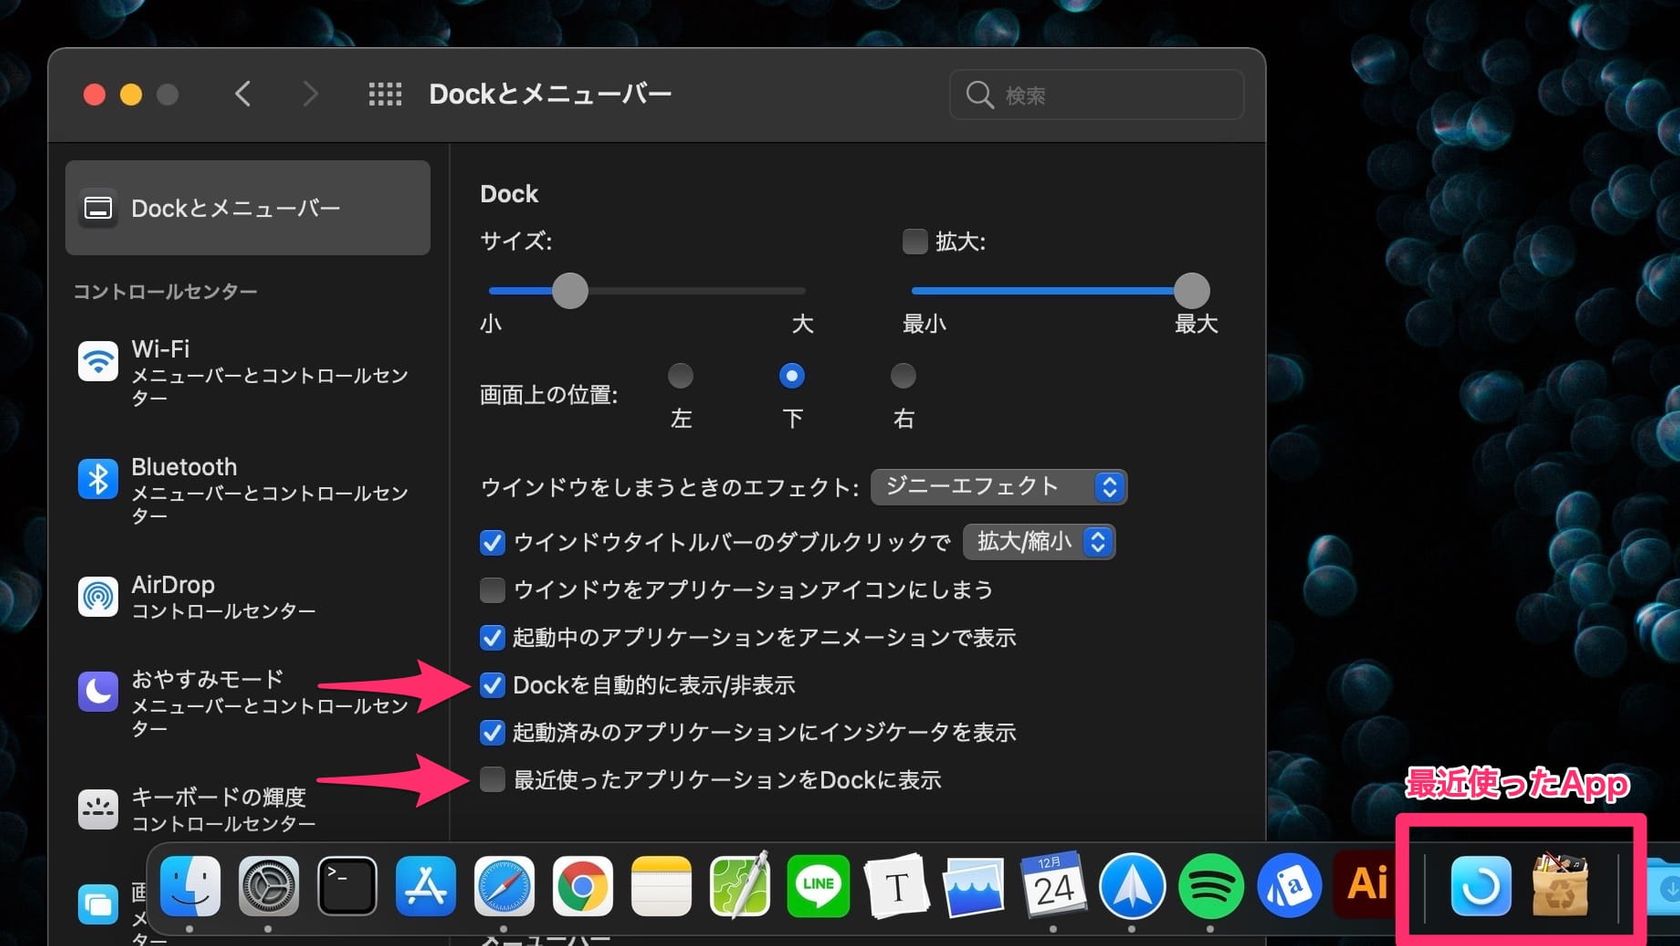 Dockとメニューバー
検索
Dockとメニューバー
コントロールセンター
Wi-Fi
メニューバーとコントロールセン
ター
Bluetooth
メニューバーとコントロールセン
ター
AirDrop
コントロールセンター
おやすみモード
メニューバーとコントロールセン
ター
キーボードの輝度
コントロールセンター
Dock
サイズ:
拡大:
小
大
最小
最大
画面上の位置:
左
下
右
ウインドウをしまうときのエフェクト:
ジニーエフェクト
ウインドウタイトルバーのダブルクリックで
拡大/縮小
ウインドウをアプリケーションアイコンにしまう
起動中のアプリケーションをアニメーションで表示
Dockを自動的に表示/非表示
起動済みのアプリケーションにインジケータを表示
最近使ったアプリケーションをDockに表示
最近使ったApp
>_
LINE
T
12月
24
a
Ai